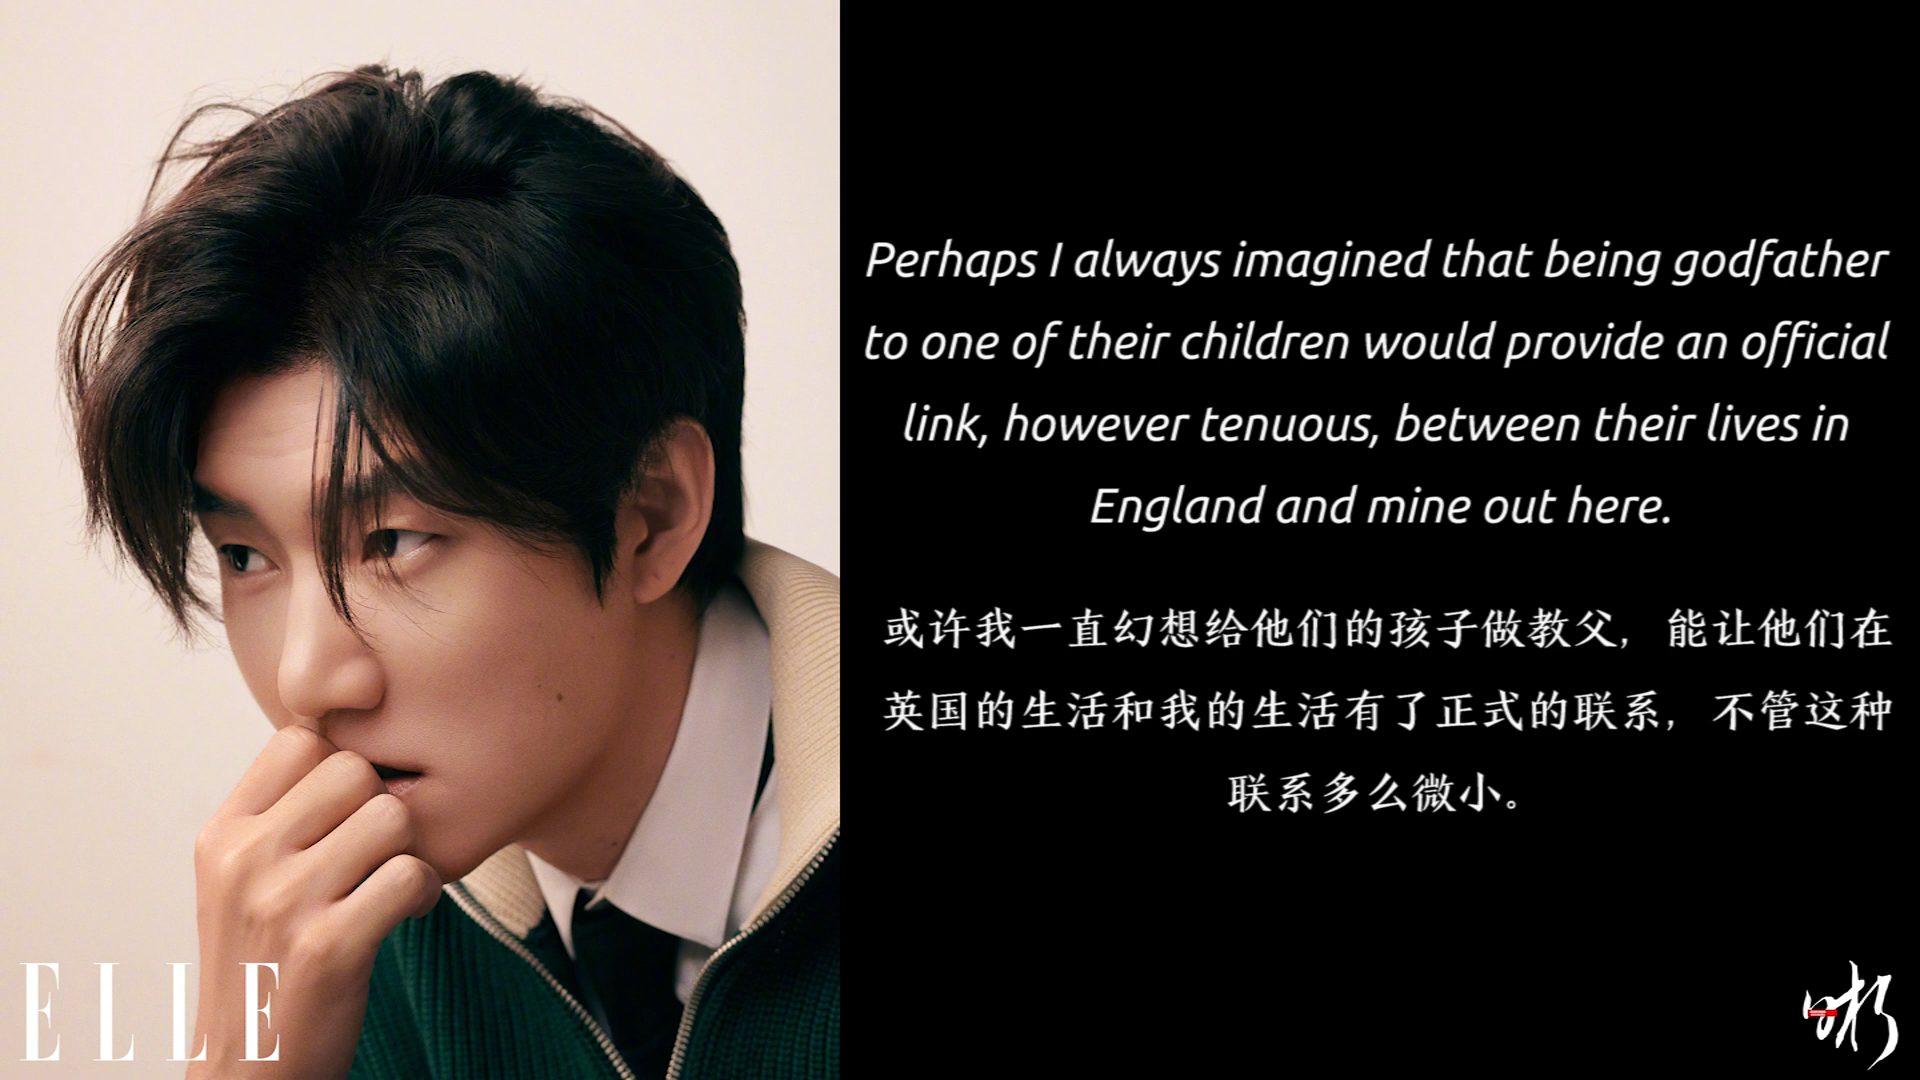 Perhaps I always imagined that being godfather
to one of their children would provide an official
link, however tenuous, between their lives in
England and mine out here.
或许我一直幻想给他们的孩子做教父，能让他们在
英国的生活和我的生活有了正式的联系，不管这种
联系多么微小。
ELLE